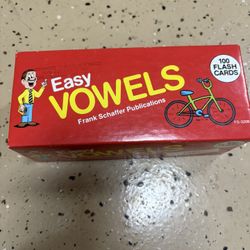 Easy
VOWELS
Frank Schaffer Publications
100
FLASH
CARDS